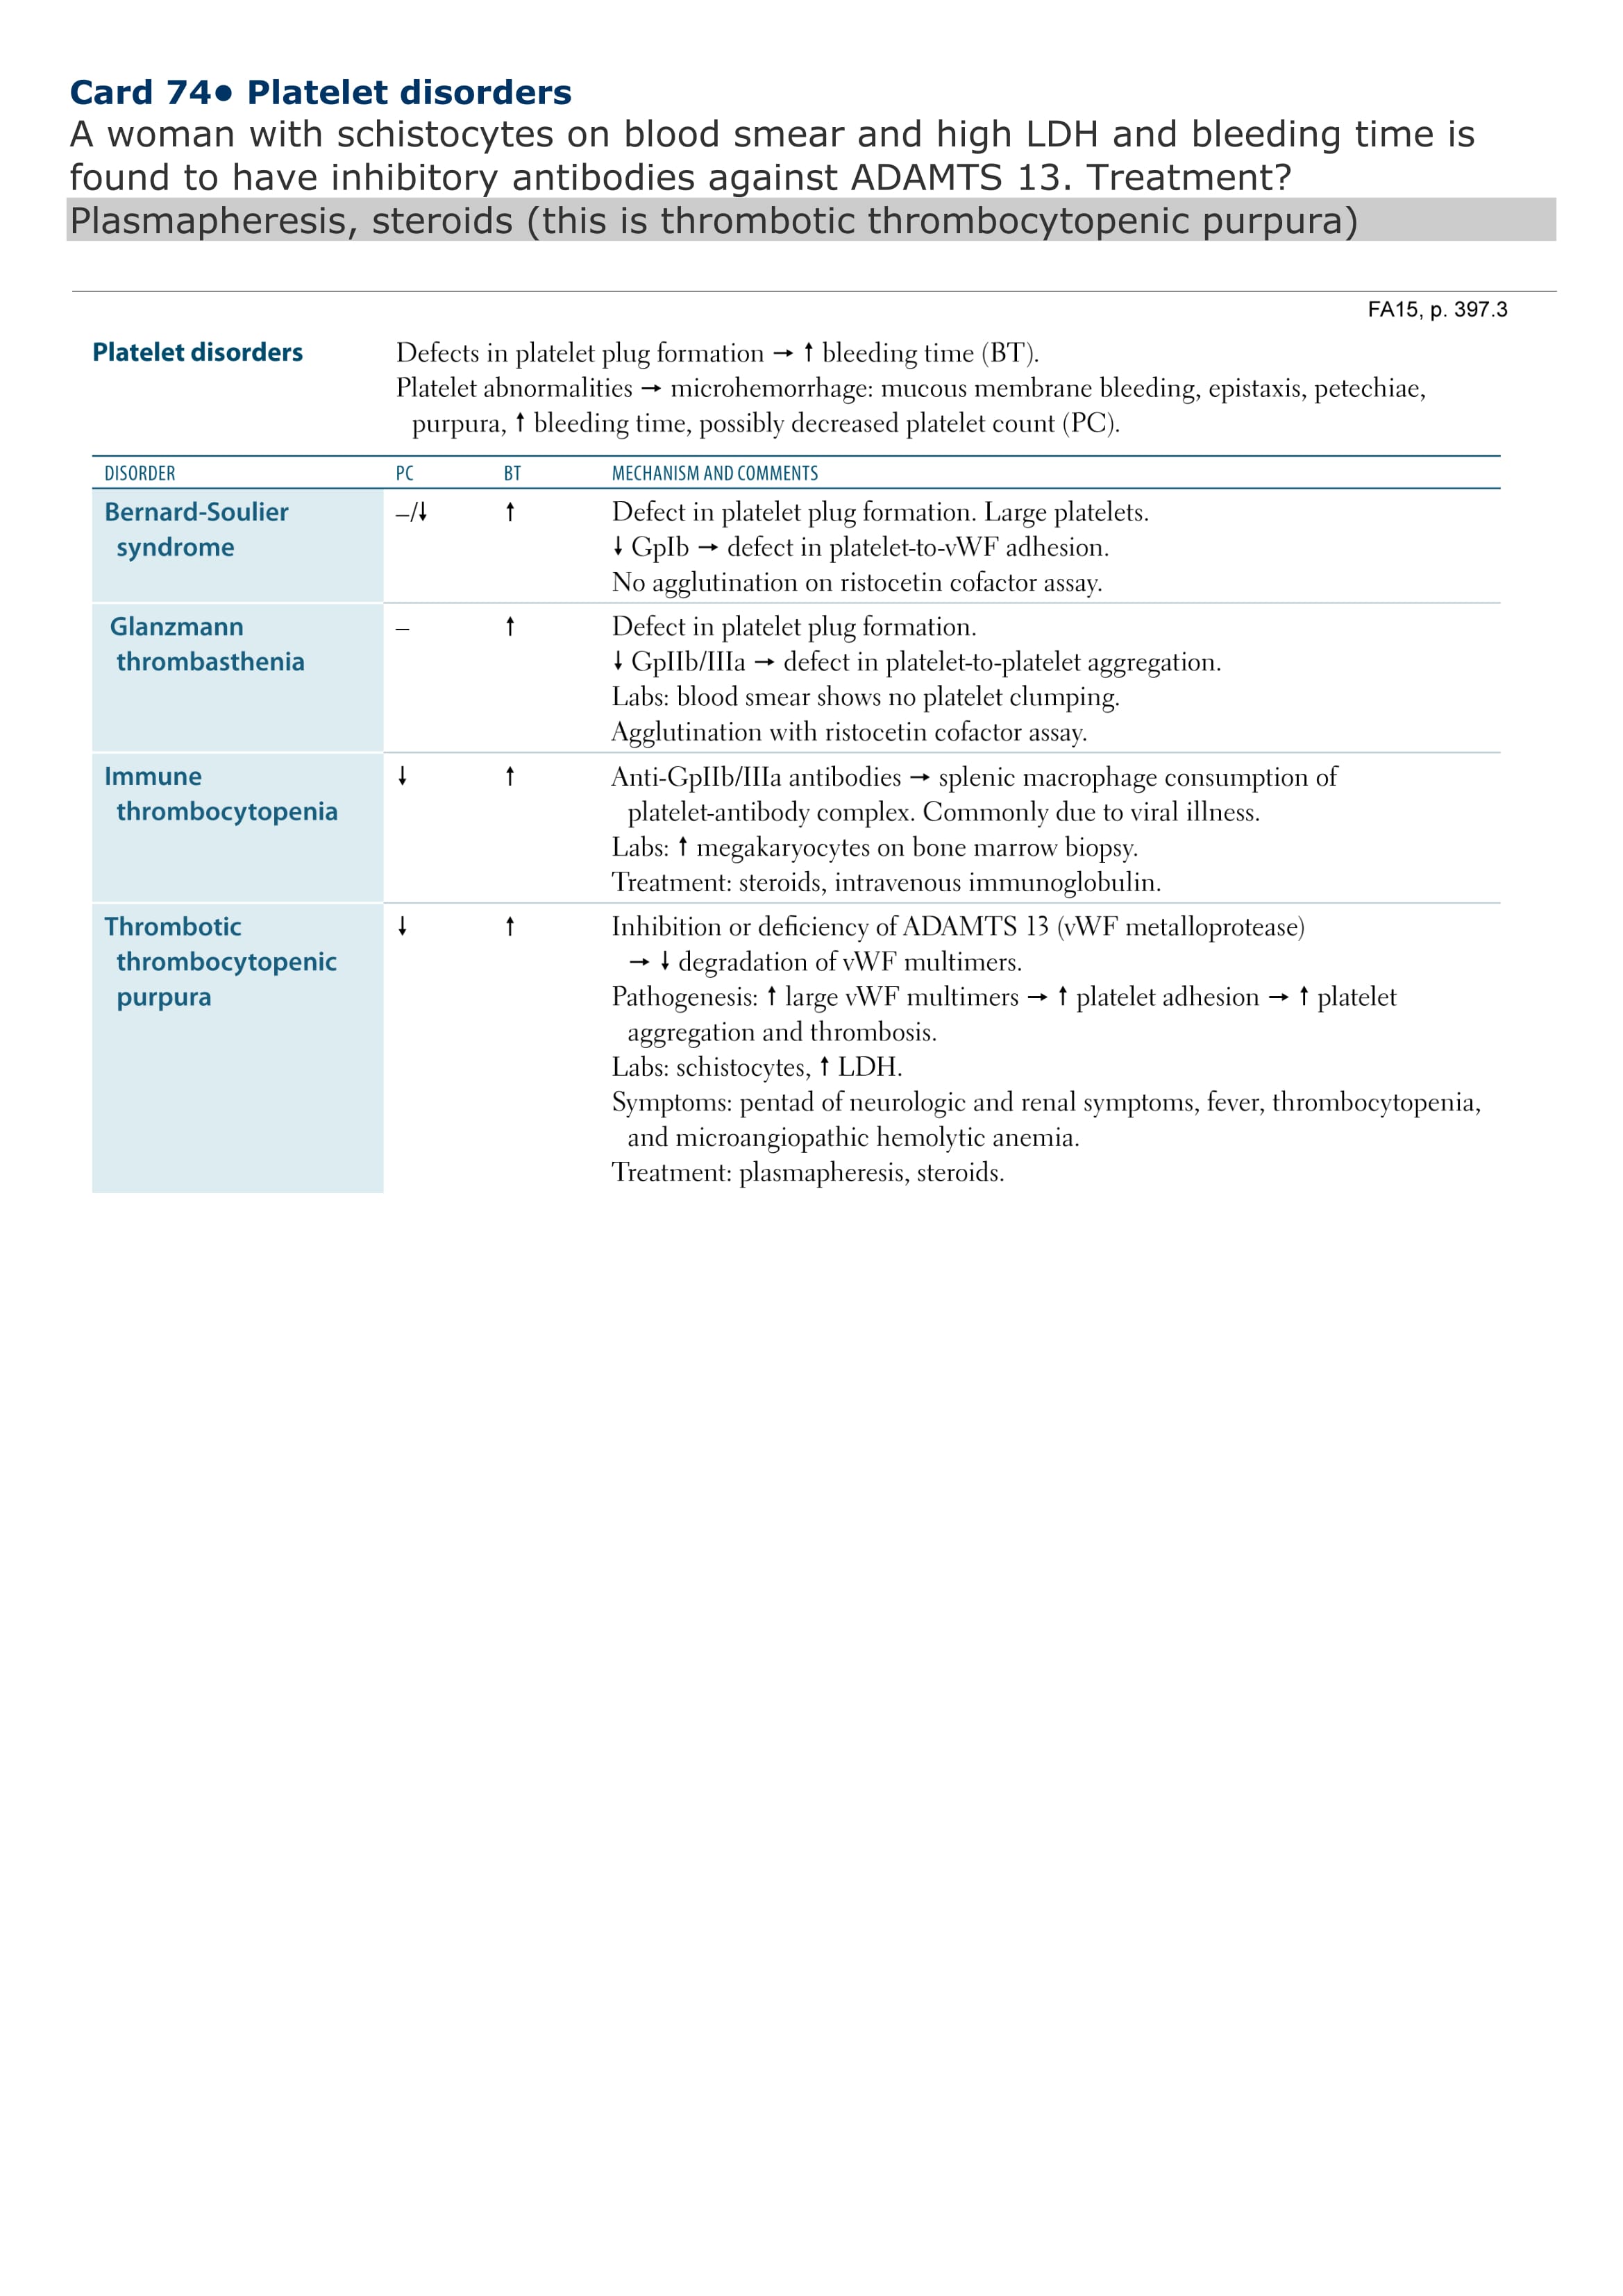 Card 74● Platelet disorders
A woman with schistocytes on blood smear and high LDH and bleeding time is
found to have inhibitory antibodies against ADAMTS 13. Treatment?
Plasmapheresis, steroids (this is thrombotic thrombocytopenic purpura)
FA15, p. 397.3
Platelet disorders
Defects in platelet plug formation → ↑ bleeding time (BT).
Platelet abnormalities → microhemorrhage: mucous membrane bleeding, epistaxis, petechiae,
purpura, ↑ bleeding time, possibly decreased platelet count (PC).
DISORDER PC BT MECHANISM AND COMMENTS
Bernard-Soulier –/↓ ↑ Defect in platelet plug formation. Large platelets.
syndrome ↓ GpIb → defect in platelet-to-vWF adhesion.
No agglutination on ristocetin cofactor assay.
Glanzmann – ↑ Defect in platelet plug formation.
thrombasthenia ↓ GpIIb/IIIa → defect in platelet-to-platelet aggregation.
Labs: blood smear shows no platelet clumping.
Agglutination with ristocetin cofactor assay.
Immune ↓ ↑ Anti-GpIIb/IIIa antibodies → splenic macrophage consumption of
thrombocytopenia platelet-antibody complex. Commonly due to viral illness.
Labs: ↑ megakaryocytes on bone marrow biopsy.
Treatment: steroids, intravenous immunoglobulin.
Thrombotic ↓ ↑ Inhibition or deficiency of ADAMTS 13 (vWF metalloprotease)
thrombocytopenic → ↓ degradation of vWF multimers.
purpura Pathogenesis: ↑ large vWF multimers → ↑ platelet adhesion → ↑ platelet
aggregation and thrombosis.
Labs: schistocytes, ↑ LDH.
Symptoms: pentad of neurologic and renal symptoms, fever, thrombocytopenia,
and microangiopathic hemolytic anemia.
Treatment: plasmapheresis, steroids.